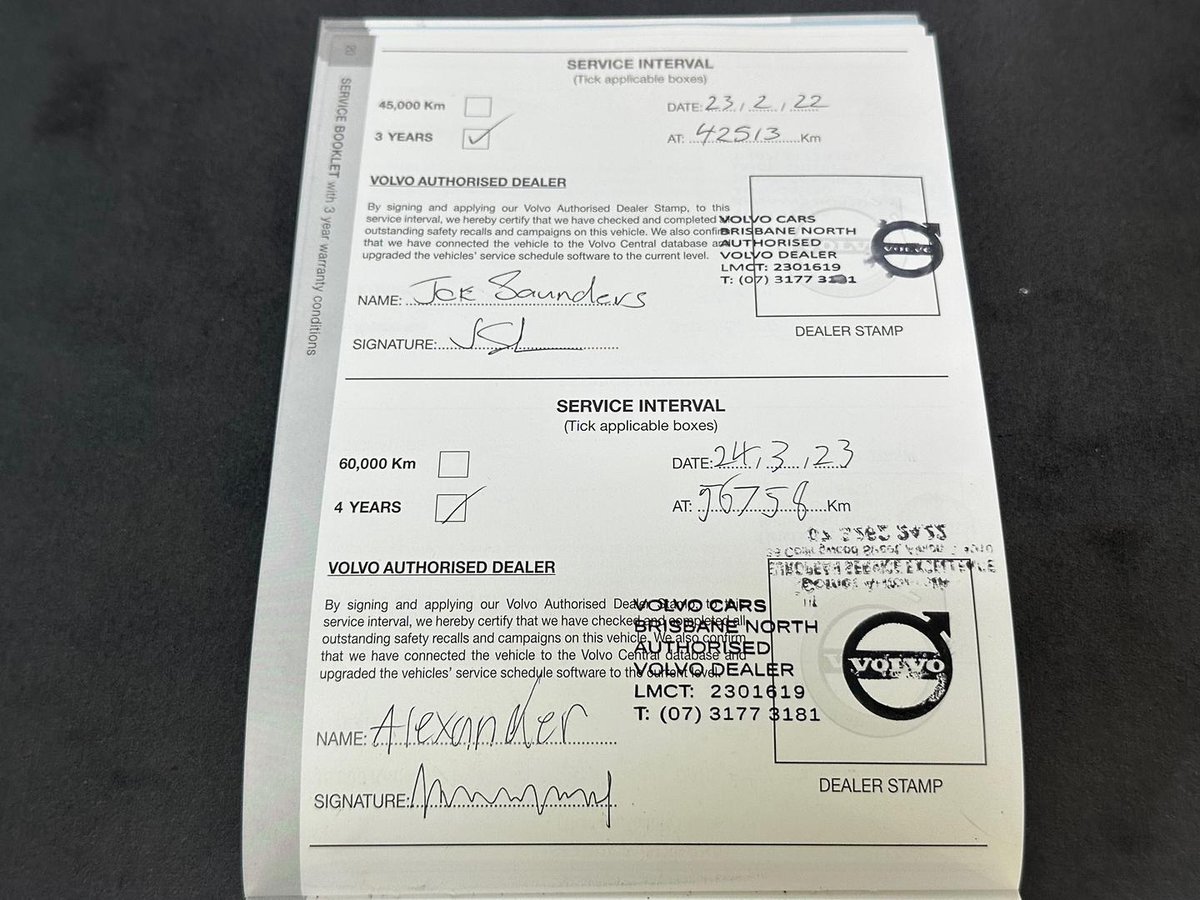 20
SERVICE BOOKLET with 3 year warranty conditions
SERVICE INTERVAL
(Tick applicable boxes)
45,000 Km
DATE: 23 / 2 / 22
3 YEARS
AT: 42513 Km
VOLVO AUTHORISED DEALER
By signing and applying our Volvo Authorised Dealer Stamp, to this
service interval, we hereby certify that we have checked and completed
outstanding safety recalls and campaigns on this vehicle. We also confirm
that we have connected the vehicle to the Volvo Central database and
upgraded the vehicles' service schedule software to the current level.
VOLVO CARS
BRISBANE NORTH
AUTHORISED
VOLVO DEALER
LMCT: 2301619
T: (07) 3177 3181
VOLVO
NAME: Joe Saunders
SIGNATURE:
DEALER STAMP
SERVICE INTERVAL
(Tick applicable boxes)
60,000 Km
DATE: 24 / 3 / 23
4 YEARS
AT: 56758 Km
VOLVO AUTHORISED DEALER
By signing and applying our Volvo Authorised Dealer Stamp, to this
service interval, we hereby certify that we have checked and completed all
outstanding safety recalls and campaigns on this vehicle. We also confirm
that we have connected the vehicle to the Volvo Central database and
upgraded the vehicles' service schedule software to the current level.
VOLVO CARS
BRISBANE NORTH
AUTHORISED
VOLVO DEALER
LMCT: 2301619
T: (07) 3177 3181
VOLVO
NAME: Alexander
SIGNATURE:
DEALER STAMP